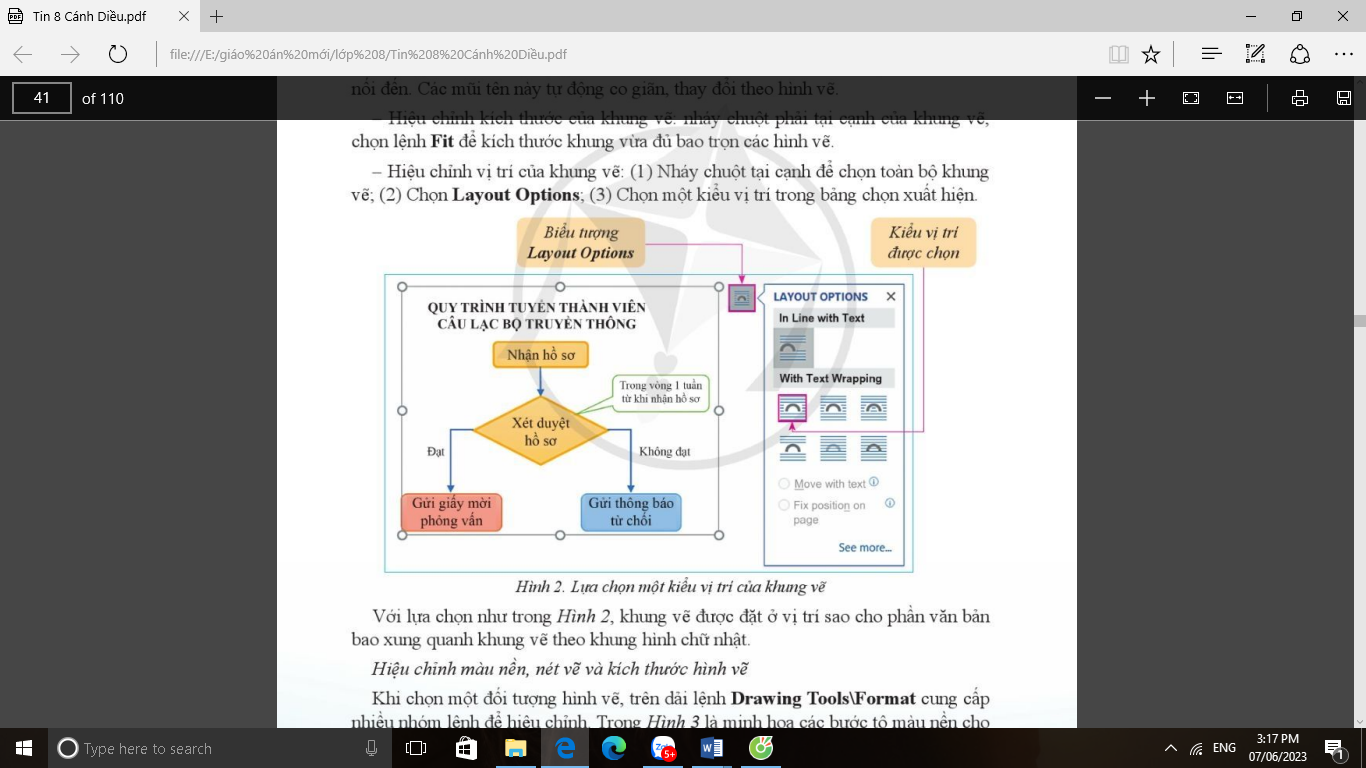 Tin 8 Cánh Diều.pdf
file:///E:/giáo%20án%20mới/lớp%208/Tin%208%20Cánh%20Diều.pdf
41 of 110
nối đến. Các mũi tên này tự động co giãn, thay đổi theo hình vẽ.
– Hiệu chỉnh kích thước của khung vẽ: nháy chuột phải tại cạnh của khung vẽ,
chọn lệnh Fit để kích thước khung vừa đủ bao trọn các hình vẽ.
– Hiệu chỉnh vị trí của khung vẽ: (1) Nháy chuột tại cạnh để chọn toàn bộ khung
vẽ; (2) Chọn Layout Options; (3) Chọn một kiểu vị trí trong bảng chọn xuất hiện.
Biểu tượng
Layout Options
Kiểu vị trí
được chọn
QUY TRÌNH TUYỂN THÀNH VIÊN
CÂU LẠC BỘ TRUYỀN THÔNG
Nhận hồ sơ
Trong vòng 1 tuần
từ khi nhận hồ sơ
Xét duyệt
hồ sơ
Đạt
Không đạt
Gửi giấy mời
phỏng vấn
Gửi thông báo
từ chối
LAYOUT OPTIONS
In Line with Text
With Text Wrapping
Move with text
Fix position on
page
See more...
Hình 2. Lựa chọn một kiểu vị trí của khung vẽ
Với lựa chọn như trong Hình 2, khung vẽ được đặt ở vị trí sao cho phần văn bản
bao xung quanh khung vẽ theo khung hình chữ nhật.
Hiệu chỉnh màu nền, nét vẽ và kích thước hình vẽ
Khi chọn một đối tượng hình vẽ, trên dải lệnh Drawing Tools\Format cung cấp
nhiều nhóm lệnh để hiệu chỉnh. Trong Hình 3 là minh họa các bước tô màu nền cho
Type here to search
5+
ENG
3:17 PM
07/06/2023
1